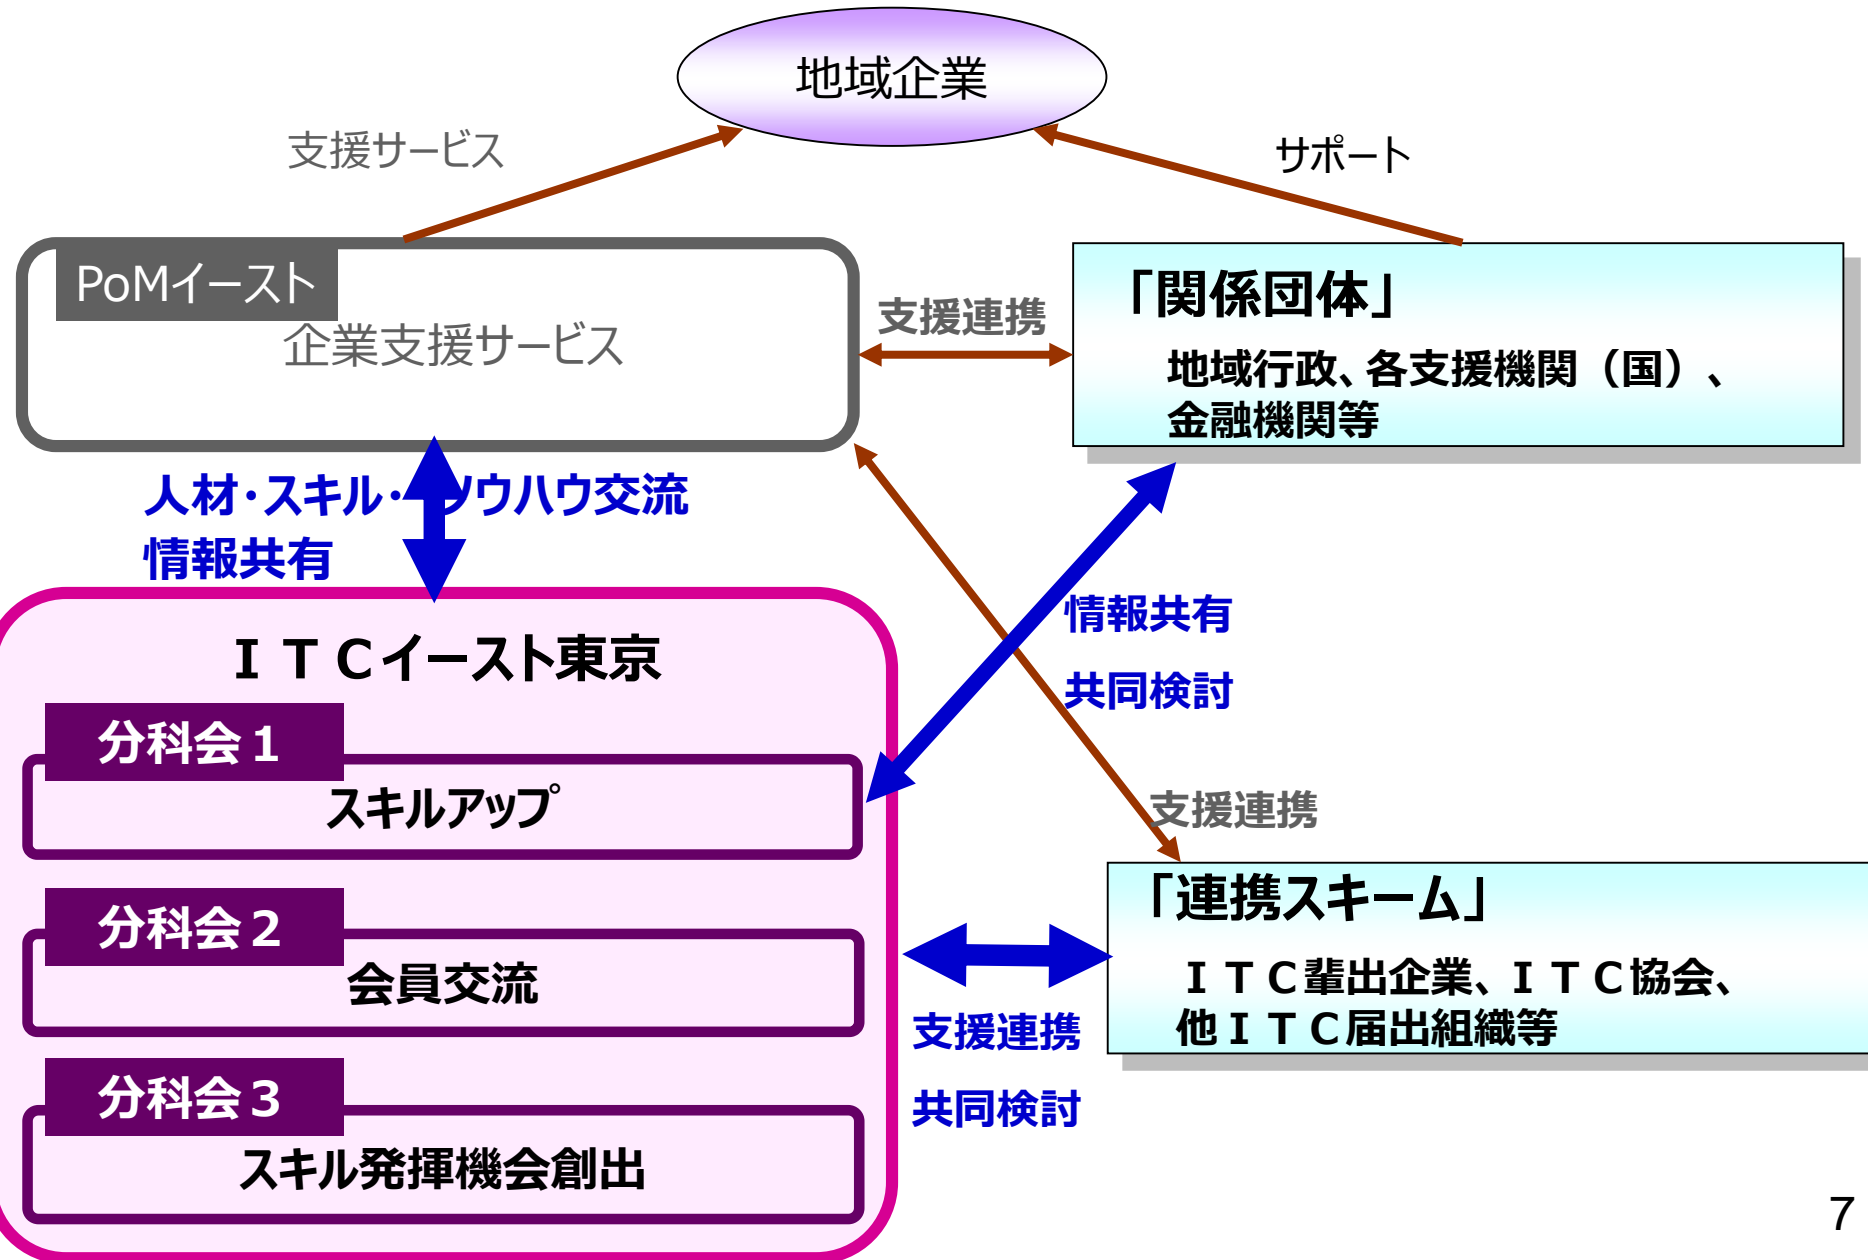 地域企業
支援サービス
サポート
PoMイースト
企業支援サービス
支援連携
「関係団体」
地域行政、各支援機関（国）、
金融機関等
人材・スキル・ノウハウ交流
情報共有
情報共有
共同検討
ＩＴＣイースト東京
分科会１
スキルアップ
支援連携
分科会２
会員交流
「連携スキーム」
ＩＴＣ輩出企業、ＩＴＣ協会、
他ＩＴＣ届出組織等
支援連携
共同検討
分科会３
スキル発揮機会創出
7